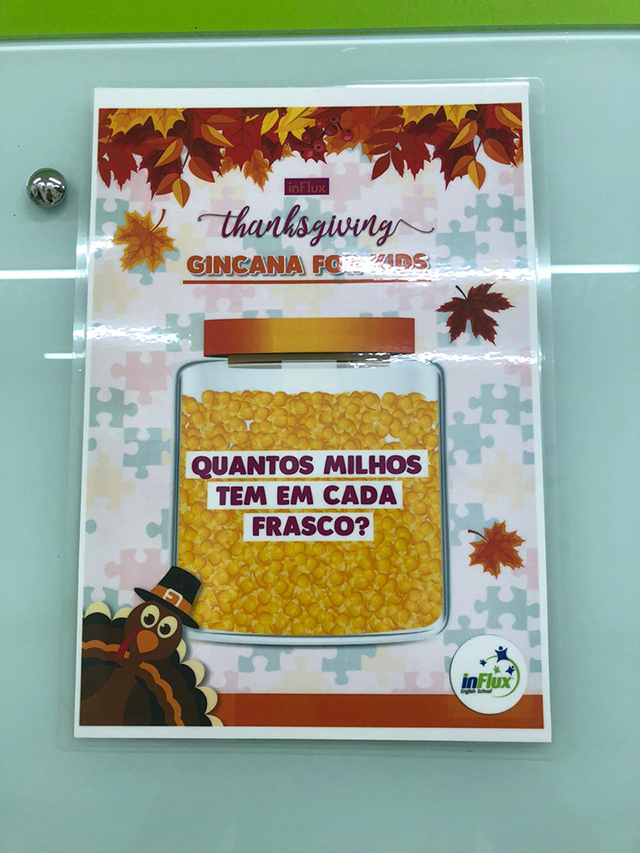 inFlux
thanksgiving
GINCANA FOR KIDS
QUANTOS MILHOS
TEM EM CADA
FRASCO?
inFlux
English School